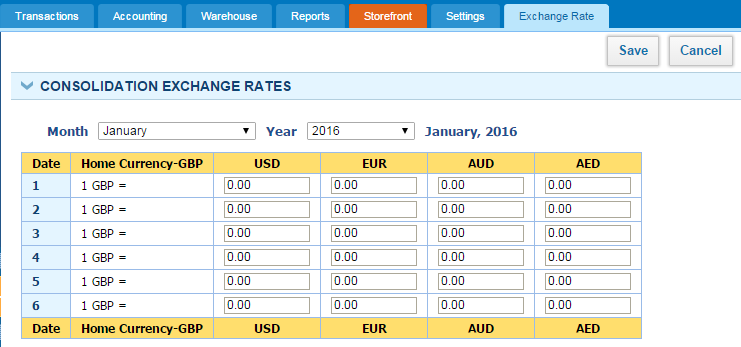 Transactions Accounting Warehouse Reports Storefront Settings Exchange Rate
Save Cancel
CONSOLIDATION EXCHANGE RATES
Month January Year 2016 January, 2016
Date Home Currency-GBP USD EUR AUD AED
1 1 GBP = 0.00 0.00 0.00 0.00
2 1 GBP = 0.00 0.00 0.00 0.00
3 1 GBP = 0.00 0.00 0.00 0.00
4 1 GBP = 0.00 0.00 0.00 0.00
5 1 GBP = 0.00 0.00 0.00 0.00
6 1 GBP = 0.00 0.00 0.00 0.00
Date Home Currency-GBP USD EUR AUD AED